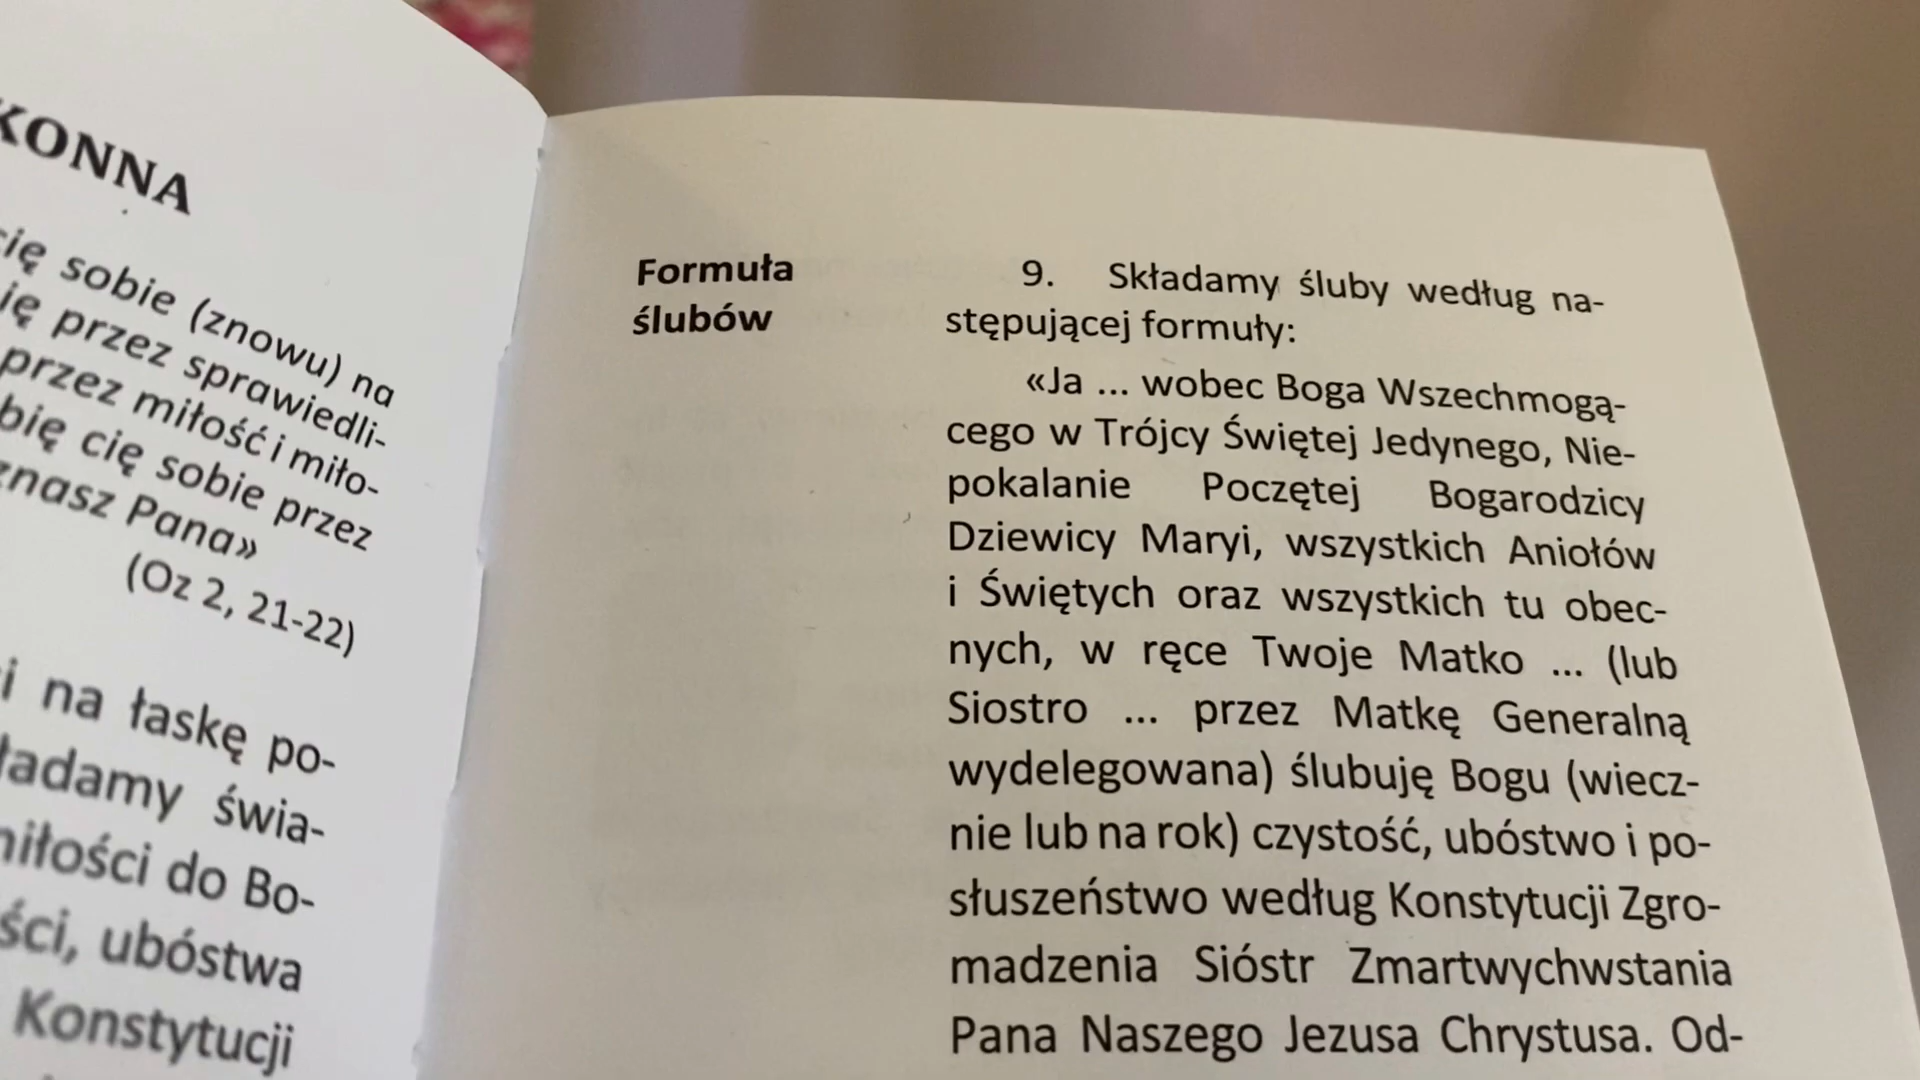 KONNA
cię sobie (znowu) na
ię przez sprawiedli-
przez miłość i miło-
bię cię sobie przez
znasz Pana»
(Oz 2, 21-22)
i na łaskę po-
ładamy świa-
miłości do Bo-
ści, ubóstwa
Konstytucji
Formuła
ślubów
9. Składamy śluby według na-
stępującej formuły:
«Ja ... wobec Boga Wszechmogą-
cego w Trójcy Świętej Jedynego, Nie-
pokalanie Poczętej Bogarodzicy
Dziewicy Maryi, wszystkich Aniołów
i Świętych oraz wszystkich tu obec-
nych, w ręce Twoje Matko ... (lub
Siostro ... przez Matkę Generalną
wydelegowana) ślubuję Bogu (wiecz-
nie lub na rok) czystość, ubóstwo i po-
słuszeństwo według Konstytucji Zgro-
madzenia Sióstr Zmartwychwstania
Pana Naszego Jezusa Chrystusa. Od-